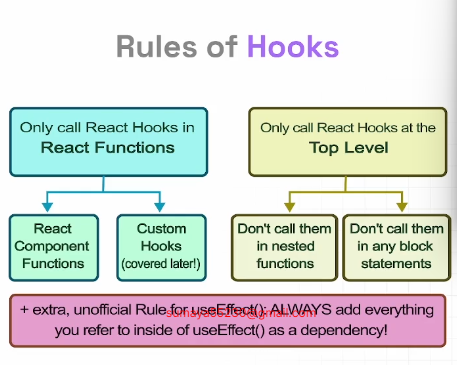 Rules of Hooks
Only call React Hooks in
React Functions
Only call React Hooks at the
Top Level
React
Component
Functions
Custom
Hooks
(covered later!)
Don't call them
in nested
functions
Don't call them
in any block
statements
+ extra, unofficial Rule for useEffect(): ALWAYS add everything
you refer to inside of useEffect() as a dependency!